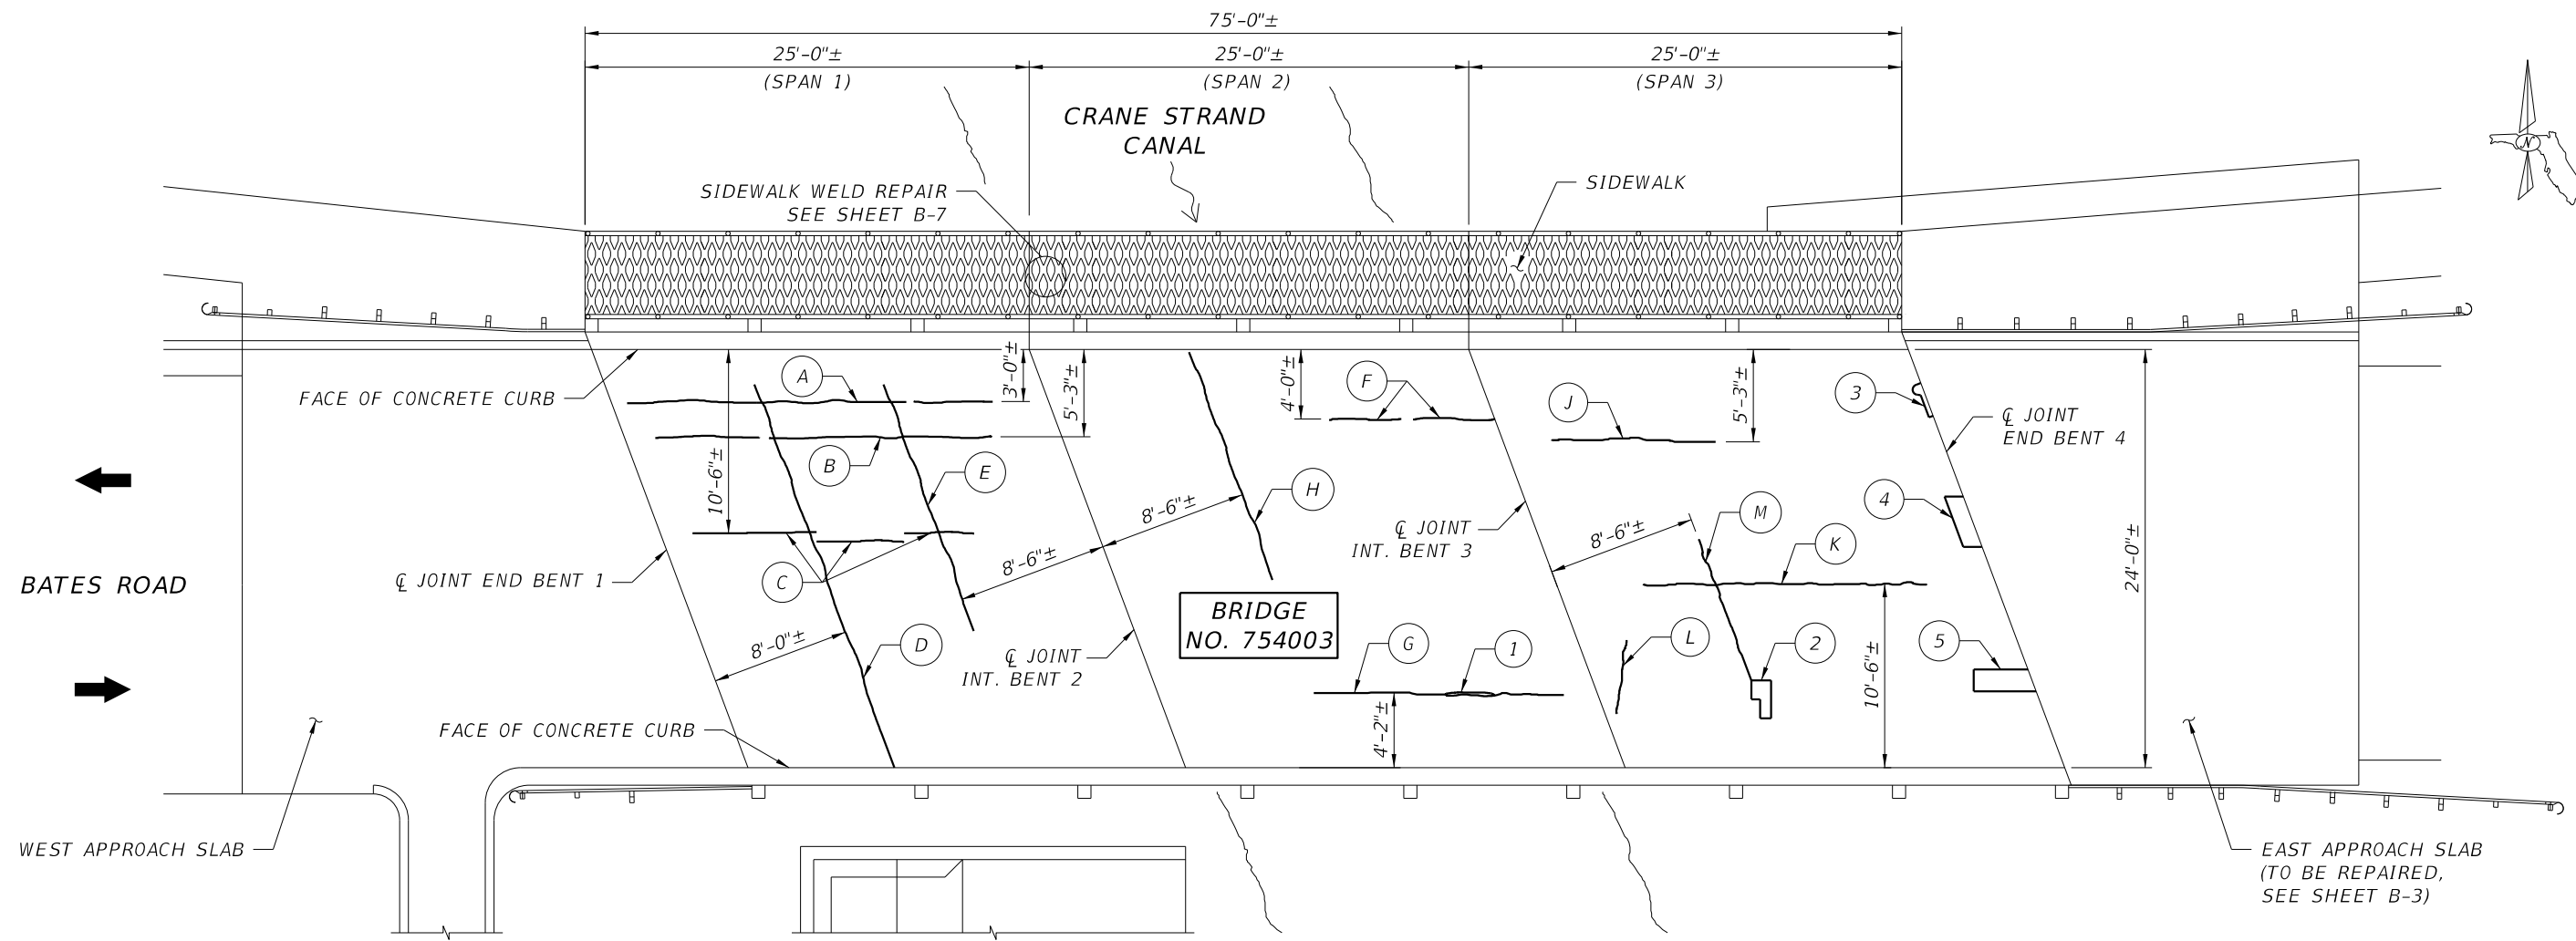 75'-0"±
25'-0"±
(SPAN 1)
25'-0"±
(SPAN 2)
25'-0"±
(SPAN 3)
CRANE STRAND
CANAL
SIDEWALK WELD REPAIR
SEE SHEET B-7
SIDEWALK
N
FACE OF CONCRETE CURB
A
3'-0"±
5'-3"±
4'-0"±
F
J
5'-3"±
3
℄ JOINT
END BENT 4
10'-6"±
B
E
H
8'-6"±
8'-6"±
℄ JOINT
INT. BENT 3
8'-6"±
M
K
4
24'-0"±
BATES ROAD
℄ JOINT END BENT 1
C
BRIDGE
NO. 754003
8'-0"±
D
℄ JOINT
INT. BENT 2
G
1
L
2
10'-6"±
5
4'-2"±
FACE OF CONCRETE CURB
WEST APPROACH SLAB
EAST APPROACH SLAB
(TO BE REPAIRED,
SEE SHEET B-3)